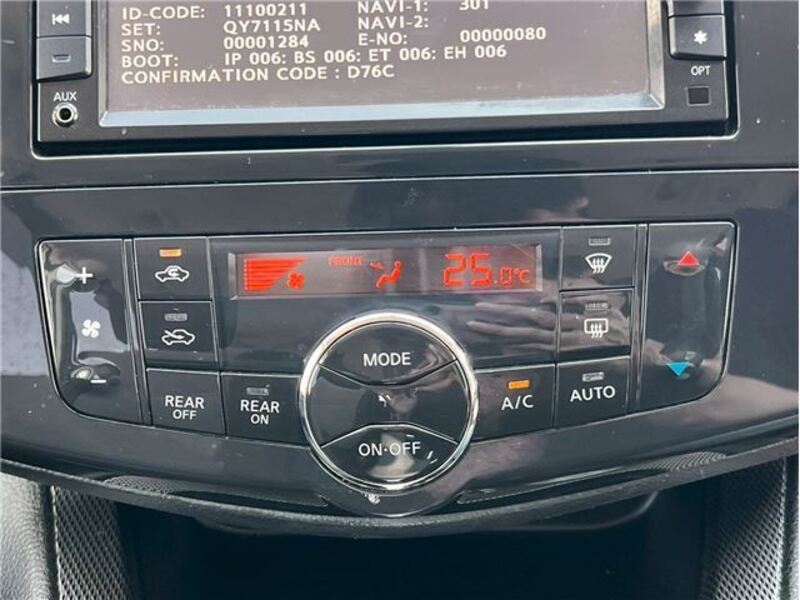 ID-CODE: 11100211 NAVI-1: 301
SET: QY7115NA NAVI-2:
SNO: 00001284 E-NO: 00000080
BOOT: IP 006: BS 006: ET 006: EH 006
CONFIRMATION CODE : D76C
AUX
OPT
FRONT 25.0°C
MODE
REAR OFF
REAR ON
A/C
AUTO
ON·OFF